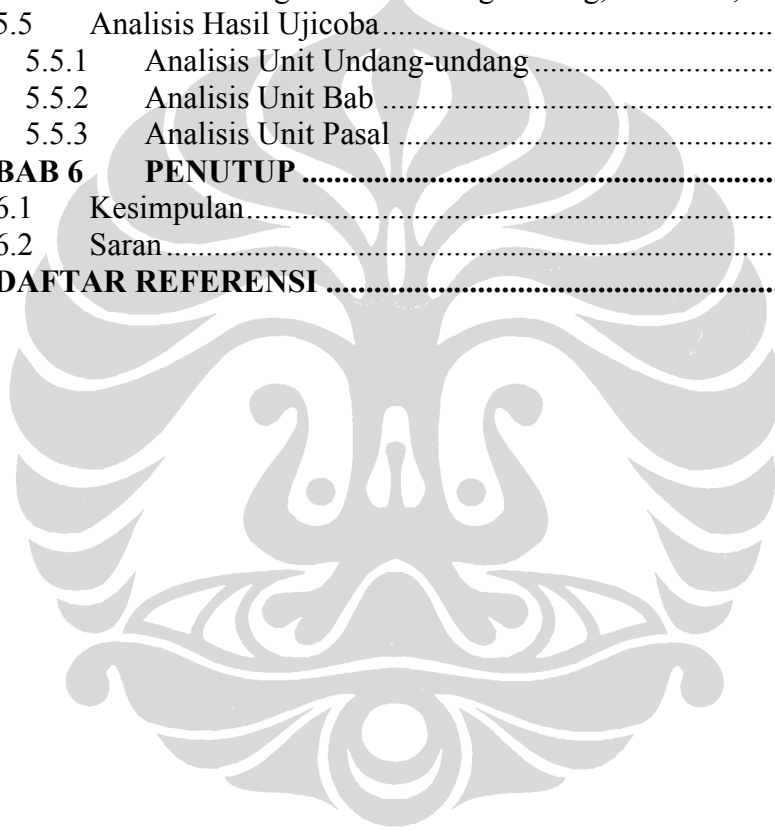 5.5 Analisis Hasil Ujicoba................................................
5.5.1 Analisis Unit Undang-undang..............................
5.5.2 Analisis Unit Bab................................................
5.5.3 Analisis Unit Pasal..............................................
BAB 6 PENUTUP..........................................................
6.1 Kesimpulan..............................................................
6.2 Saran........................................................................
DAFTAR REFERENSI.....................................................